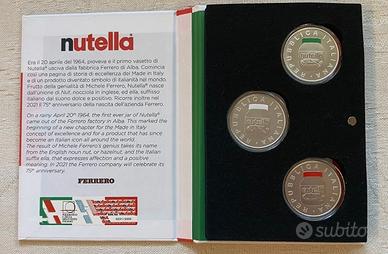 nutella®
Era il 20 aprile del 1964, pioveva e il primo vasetto di
Nutella® usciva dalla fabbrica Ferrero di Alba. Comincia
così una pagina di storia di eccellenza del Made in Italy
e di un prodotto diventato simbolo di italianità nel mondo.
Frutto della genialità di Michele Ferrero, Nutella® nasce
dall'unione di Nut, nocciola in inglese, ed ella, suffisso
italiano dal suono dolce e positivo. Ricorre inoltre nel
2021 il 75° anniversario della nascita dell'azienda Ferrero.
On a rainy April 20th 1964, the first ever jar of Nutella®
came out of the Ferrero factory in Alba. This marked the
beginning of a new chapter for the Made in Italy
concept of excellence and for a product that has since
become an Italian icon all around the world.
The result of Michele Ferrero's genius takes its name
from the English noun nut, or hazelnut, and the Italian
suffix ella, that expresses affection and a positive
meaning. In 2021 the Ferrero company will celebrate its
75th anniversary.
FERRERO
REPUBBLICA ITALIANA
REPUBBLICA ITALIANA
REPUBBLICA ITALIANA
subito